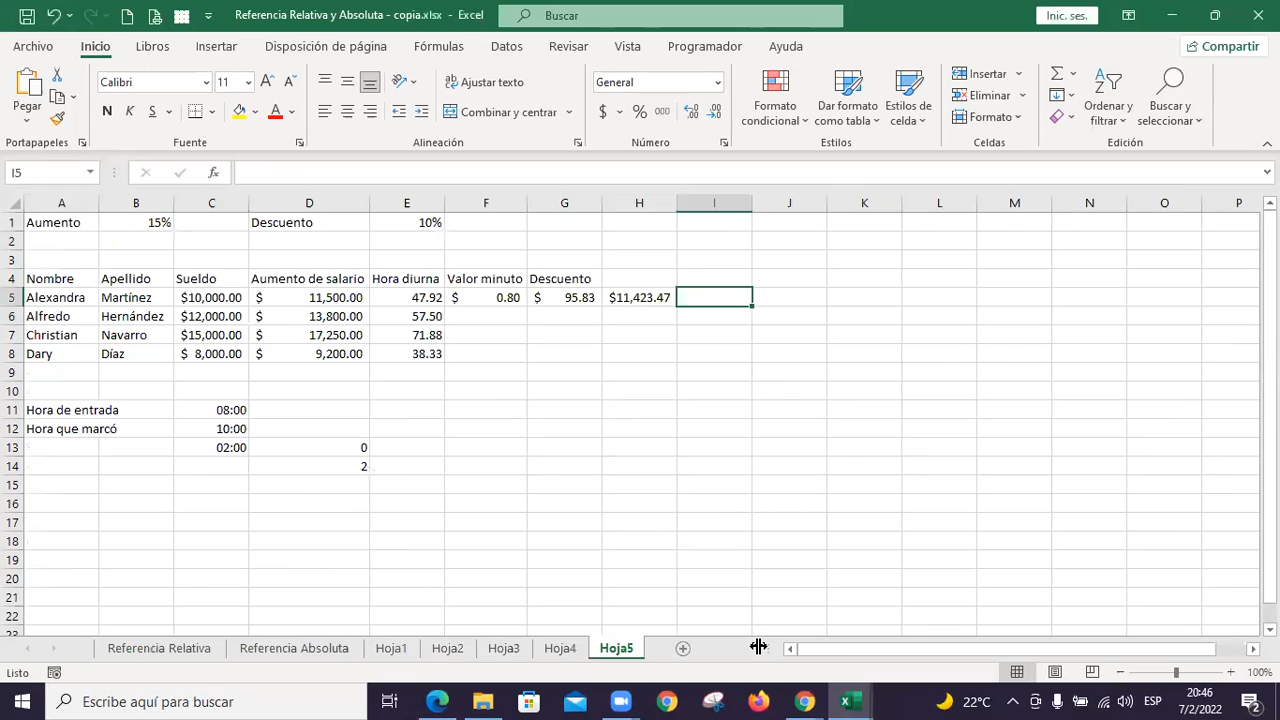 Referencia Relativa y Absoluta - copia.xlsx - Excel
Buscar
Inic. ses.
Archivo Inicio Libros Insertar Disposición de página Fórmulas Datos Revisar Vista Programador Ayuda Compartir
Pegar
Calibri 11
N K S
Ajustar texto
Combinar y centrar
General
$ % 000
Formato condicional
Dar formato como tabla
Estilos de celda
Insertar
Eliminar
Formato
Ordenar y filtrar
Buscar y seleccionar
Portapapeles Fuente Alineación Número Estilos Celdas Edición
I5 fx
A B C D E F G H I J K L M N O P
1 Aumento 15% Descuento 10%
2
3
4 Nombre Apellido Sueldo Aumento de salario Hora diurna Valor minuto Descuento
5 Alexandra Martínez $10,000.00 $ 11,500.00 47.92 $ 0.80 $ 95.83 $11,423.47
6 Alfredo Hernández $12,000.00 $ 13,800.00 57.50
7 Christian Navarro $15,000.00 $ 17,250.00 71.88
8 Dary Díaz $ 8,000.00 $ 9,200.00 38.33
9
10
11 Hora de entrada 08:00
12 Hora que marcó 10:00
13 02:00 0
14 2
15
16
17
18
19
20
21
22
23
Referencia Relativa Referencia Absoluta Hoja1 Hoja2 Hoja3 Hoja4 Hoja5
Listo 100%
Escribe aquí para buscar
22°C ESP 20:46
7/2/2022 2